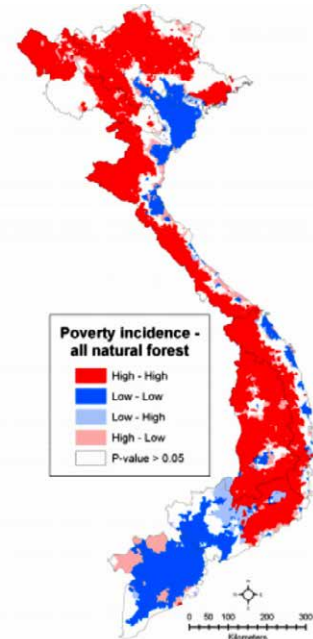 Poverty incidence -
all natural forest
High - High
Low - Low
Low - High
High - Low
P-value > 0.05
0 50 100 200 300
Kilometers